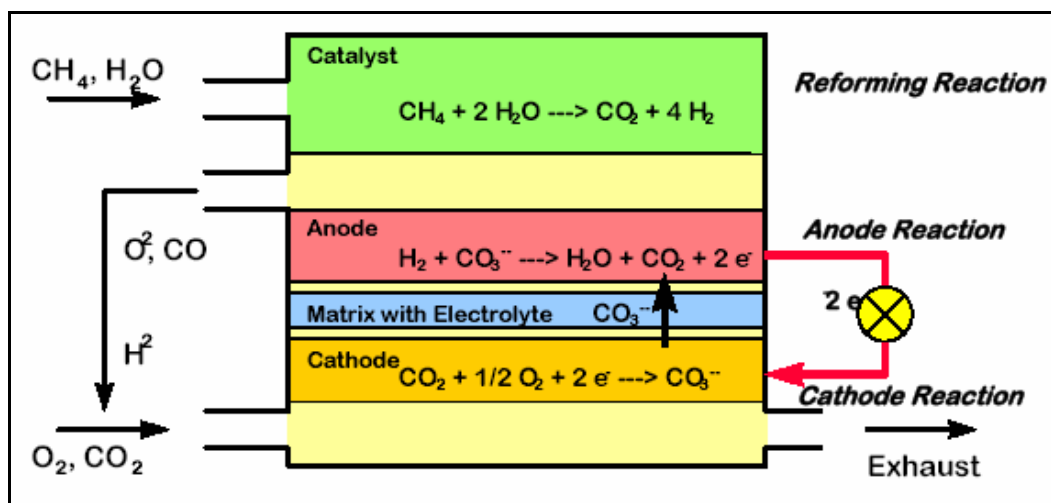 CH₄, H₂O
Catalyst
CH₄ + 2 H₂O ---> CO₂ + 4 H₂
Reforming Reaction
O², CO
Anode
H₂ + CO₃⁻⁻ ---> H₂O + CO₂ + 2 e⁻
Anode Reaction
Matrix with Electrolyte CO₃⁻⁻
⁻2 e
H²
Cathode
CO₂ + 1/2 O₂ + 2 e⁻ ---> CO₃⁻⁻
Cathode Reaction
O₂, CO₂
Exhaust